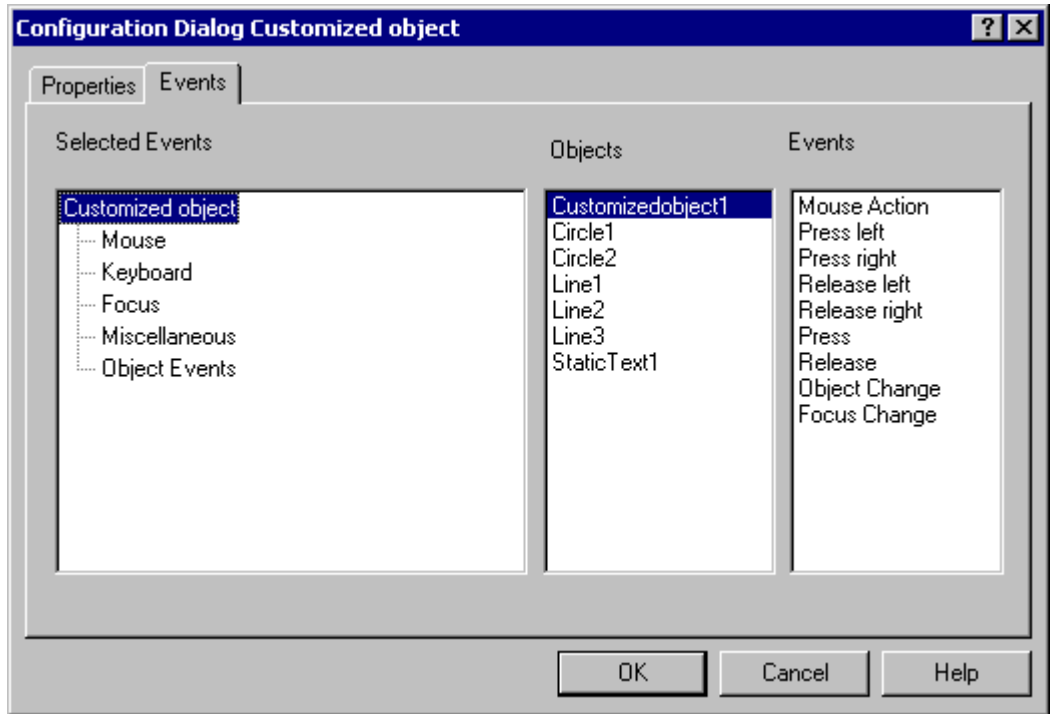 Configuration Dialog Customized object
Properties
Events
Selected Events
Objects
Events
Customized object
Mouse
Keyboard
Focus
Miscellaneous
Object Events
Customizedobject1
Circle1
Circle2
Line1
Line2
Line3
StaticText1
Mouse Action
Press left
Press right
Release left
Release right
Press
Release
Object Change
Focus Change
OK
Cancel
Help